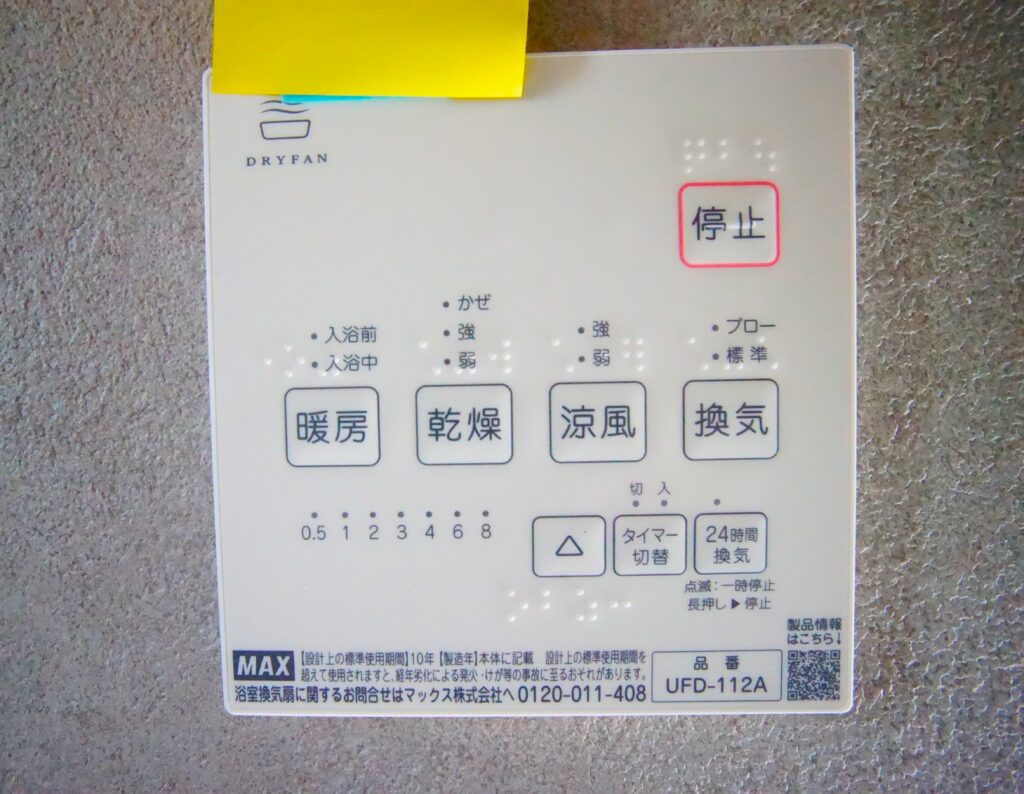 DRYFAN
停止
・かぜ
・入浴前 ・強 ・強 ・ブロー
・入浴中 ・弱 ・弱 ・標準
暖房 乾燥 涼風 換気
切 入
0.5 1 2 3 4 6 8
△ タイマー切替 24時間換気
点滅：一時停止
長押し▶停止
製品情報
はこちら↓
MAX
【設計上の標準使用期間】10年【製造年】本体に記載 設計上の標準使用期間を
超えて使用されますと、経年劣化による発火・けが等の事故に至るおそれがあります。
浴室換気扇に関するお問合せはマックス株式会社へ 0120-011-408
品番
UFD-112A